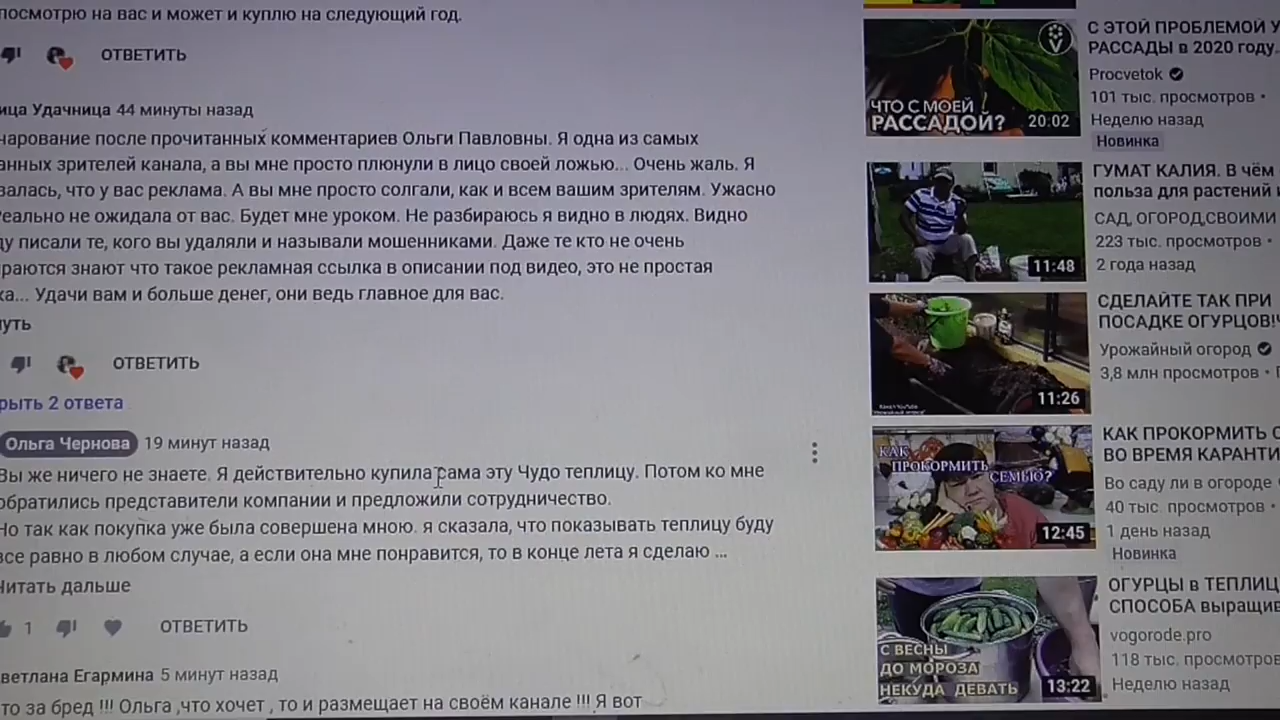 посмотрю на вас и может и куплю на следующий год.
ОТВЕТИТЬ
ица Удачница 44 минуты назад
чарование после прочитанных комментариев Ольги Павловны. Я одна из самых
анных зрителей канала, а вы мне просто плюнули в лицо своей ложью... Очень жаль. Я
залась, что у вас реклама. А вы мне просто солгали, как и всем вашим зрителям. Ужасно
Реально не ожидала от вас. Будет мне уроком. Не разбираюсь я видно в людях. Видно
ду писали те, кого вы удаляли и называли мошенниками. Даже те кто не очень
ираются знают что такое рекламная ссылка в описании под видео, это не простая
ка... Удачи вам и больше денег, они ведь главное для вас.
нуть
ОТВЕТИТЬ
рыть 2 ответа
Ольга Чернова 19 минут назад
Вы же ничего не знаете. Я действительно купила сама эту Чудо теплицу. Потом ко мне
обратились представители компании и предложили сотрудничество.
Но так как покупка уже была совершена мною. я сказала, что показывать теплицу буду
все равно в любом случае, а если она мне понравится, то в конце лета я сделаю ...
Читать дальше
1 ОТВЕТИТЬ
ветлана Егармина 5 минут назад
то за бред !!! Ольга ,что хочет , то и размещает на своём канале !!! Я вот
ЧТО С МОЕЙ
РАССАДОЙ?
20:02
С ЭТОЙ ПРОБЛЕМОЙ У
РАССАДЫ в 2020 году.
Procvetok
101 тыс. просмотров •
Неделю назад
Новинка
11:48
ГУМАТ КАЛИЯ. В чём
польза для растений и
САД, ОГОРОД,СВОИМИ
223 тыс. просмотров •
2 года назад
11:26
СДЕЛАЙТЕ ТАК ПРИ
ПОСАДКЕ ОГУРЦОВ!
Урожайный огород
3,8 млн просмотров •
КАК
ПРОКОРМИТЬ
СЕМЬЮ?
12:45
КАК ПРОКОРМИТЬ С
ВО ВРЕМЯ КАРАНТИ
Во саду ли в огороде
40 тыс. просмотров •
1 день назад
Новинка
С ВЕСНЫ
ДО МОРОЗА
НЕКУДА ДЕВАТЬ
13:22
ОГУРЦЫ в ТЕПЛИЦ
СПОСОБА выращив
vogorode.pro
118 тыс. просмотров
Неделю назад